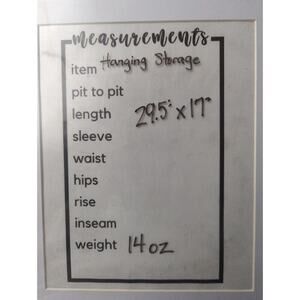 measurements
item Hanging Storage
pit to pit
length 29.5" x 17"
sleeve
waist
hips
rise
inseam
weight 14 oz